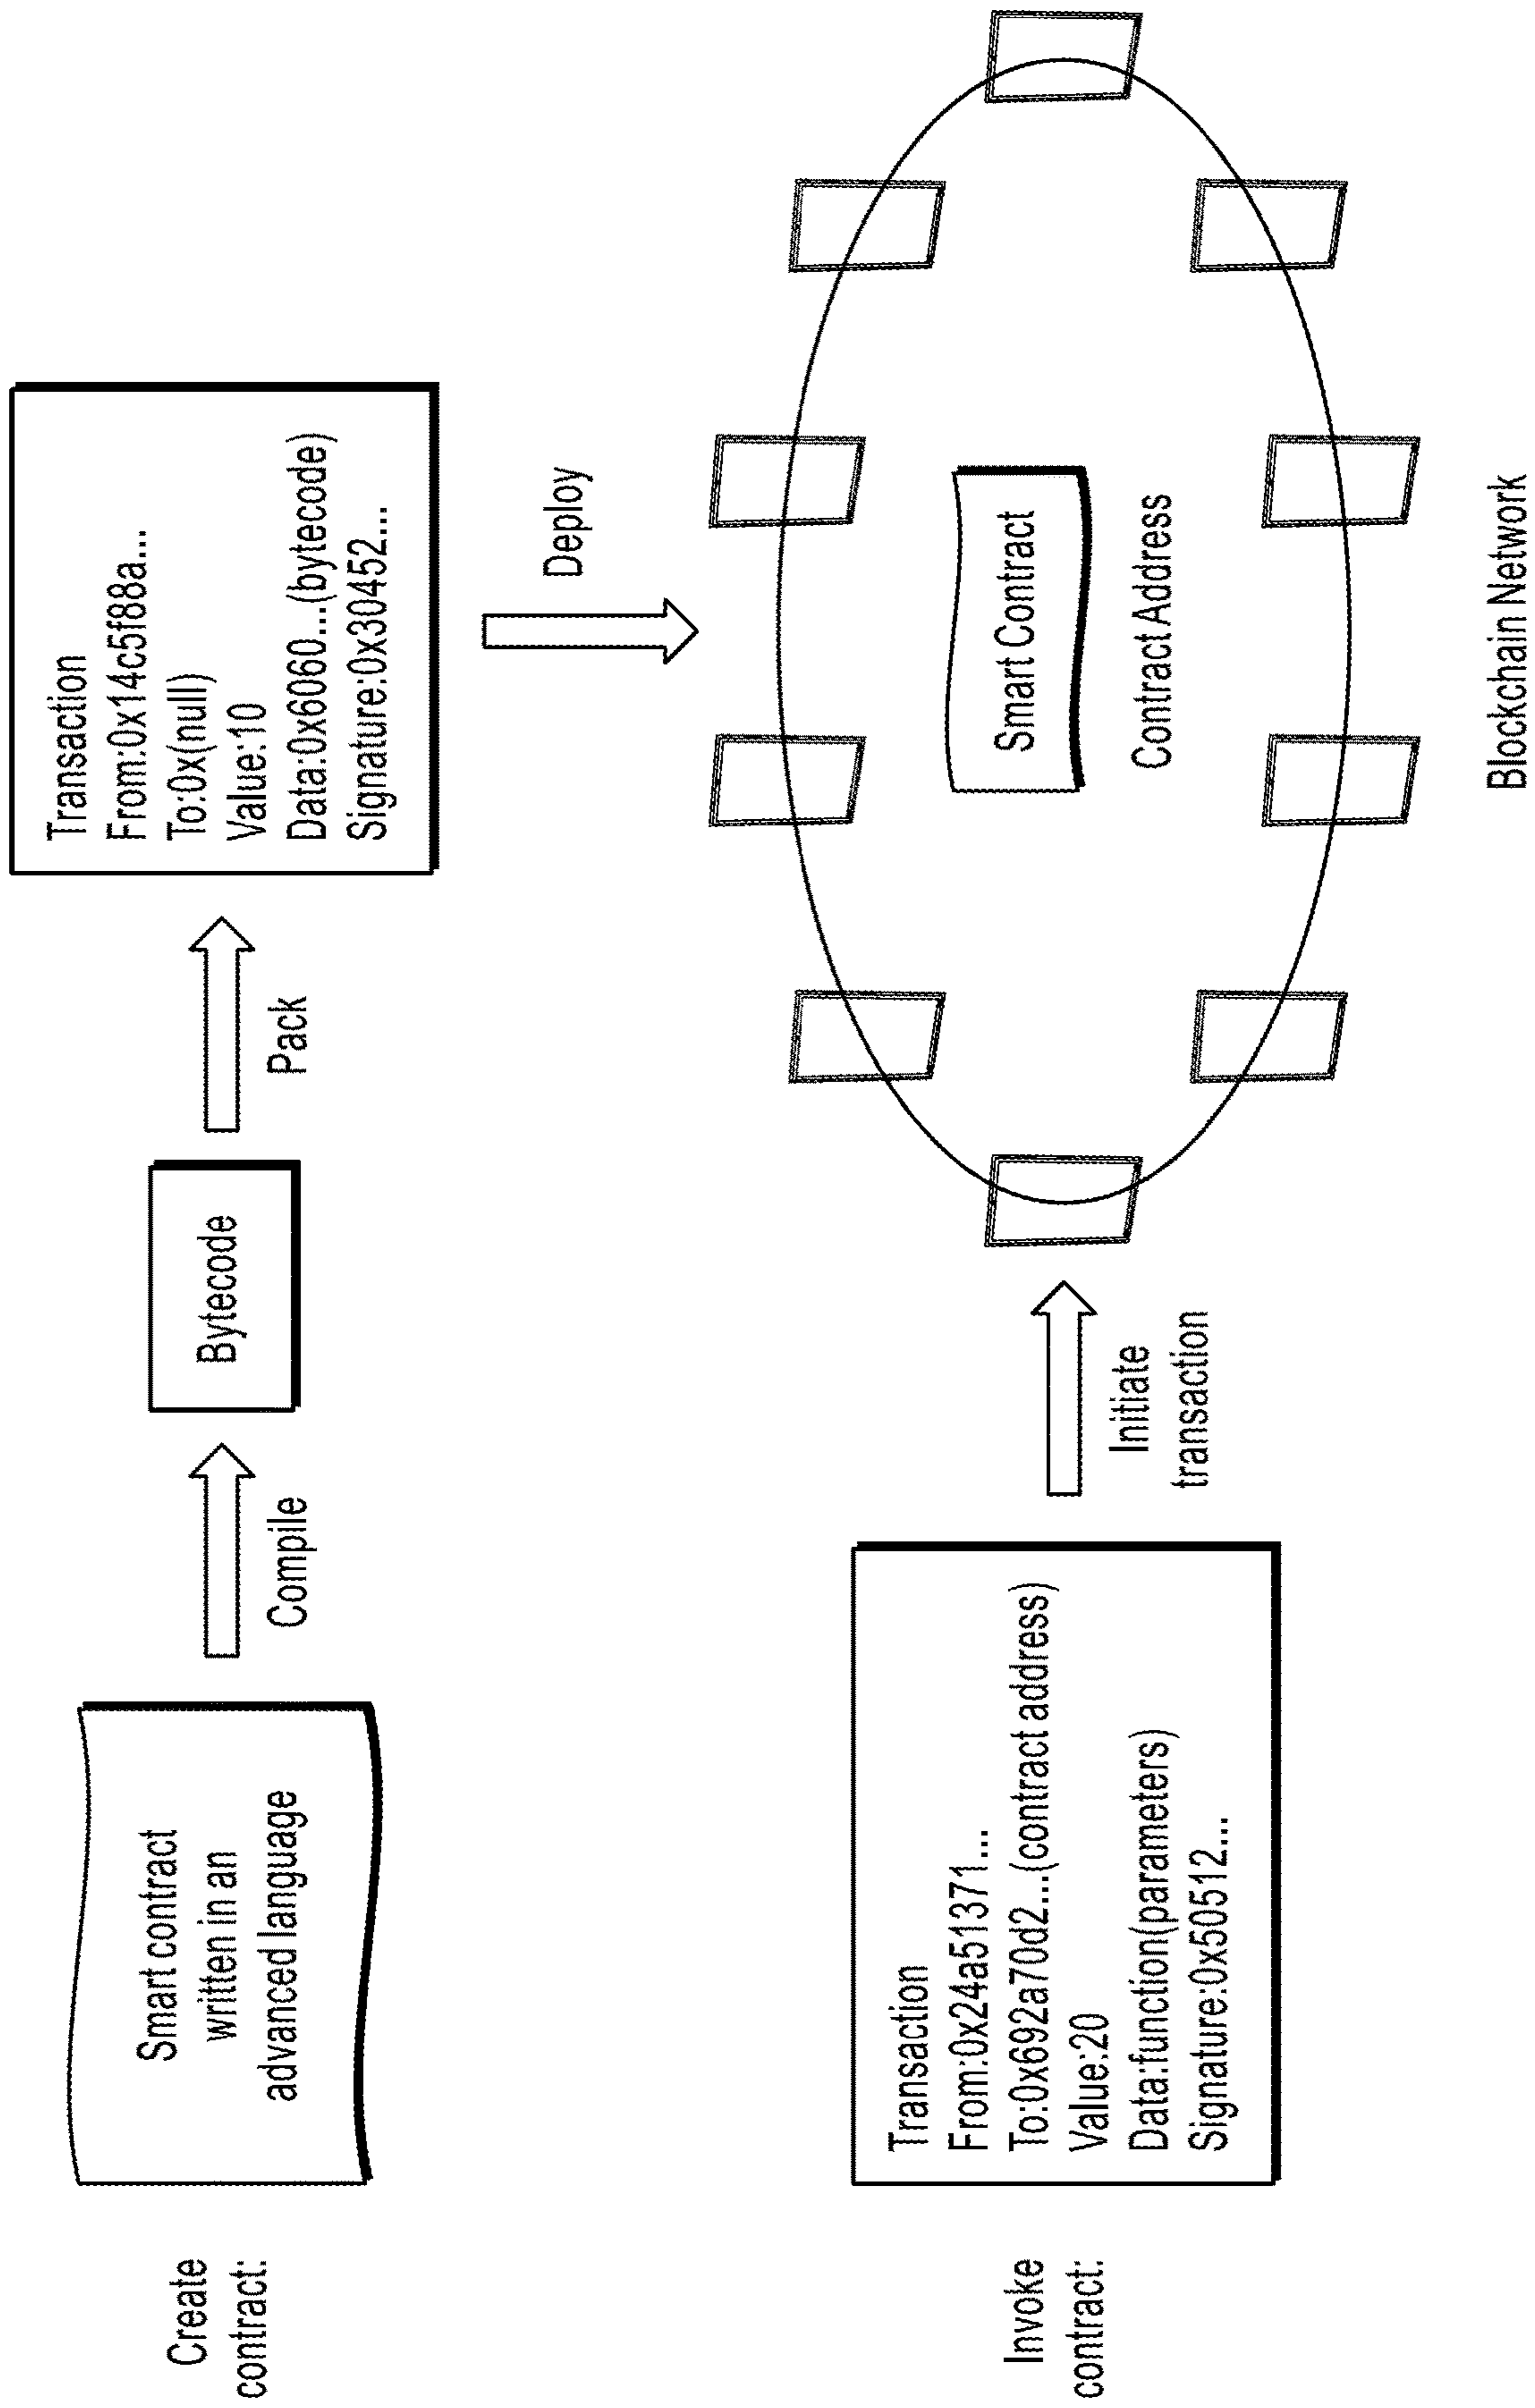 Create
contract:
Smart contract
written in an
advanced language
Compile
Bytecode
Pack
Transaction
From:0x14c5f88a...
To:0x(null)
Value:10
Data:0x6060...(bytecode)
Signature:0x30452...
Deploy
Invoke
contract:
Transaction
From:0x24a51371...
To:0x692a70d2...(contract address)
Value:20
Data:function(parameters)
Signature:0x50512...
Initiate
transaction
Smart Contract
Contract Address
Blockchain Network